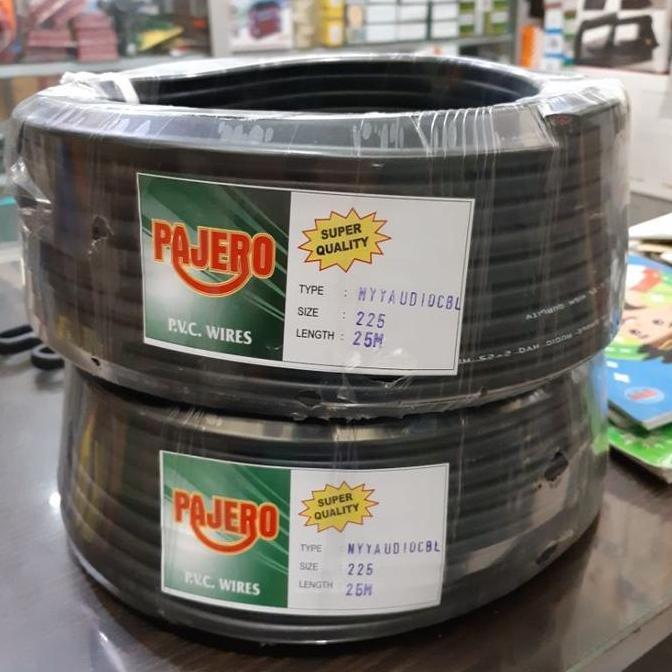 PAJERO
P.V.C. WIRES
SUPER
QUALITY
TYPE : NYYAUDIOCBL
SIZE : 225
LENGTH : 25M
PAJERO
P.V.C. WIRES
SUPER
QUALITY
TYPE : NYYAUDIOCBL
SIZE : 225
LENGTH : 25M